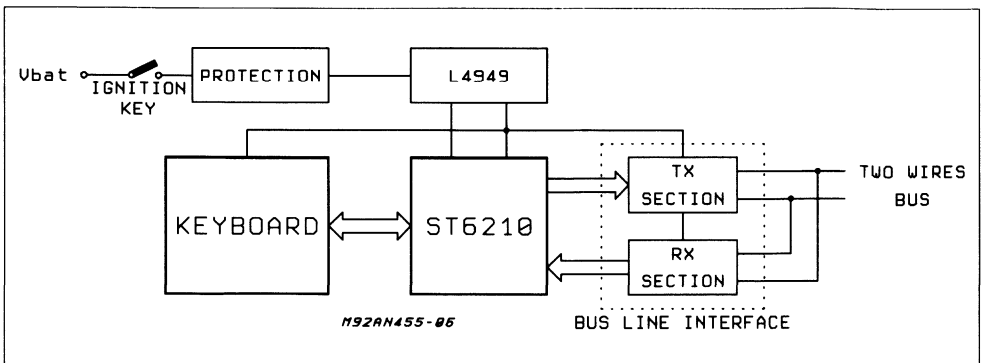 Vbat
IGNITION
KEY
PROTECTION
L4949
KEYBOARD
ST6210
TX
SECTION
RX
SECTION
TWO WIRES
BUS
M92AN455-06
BUS LINE INTERFACE